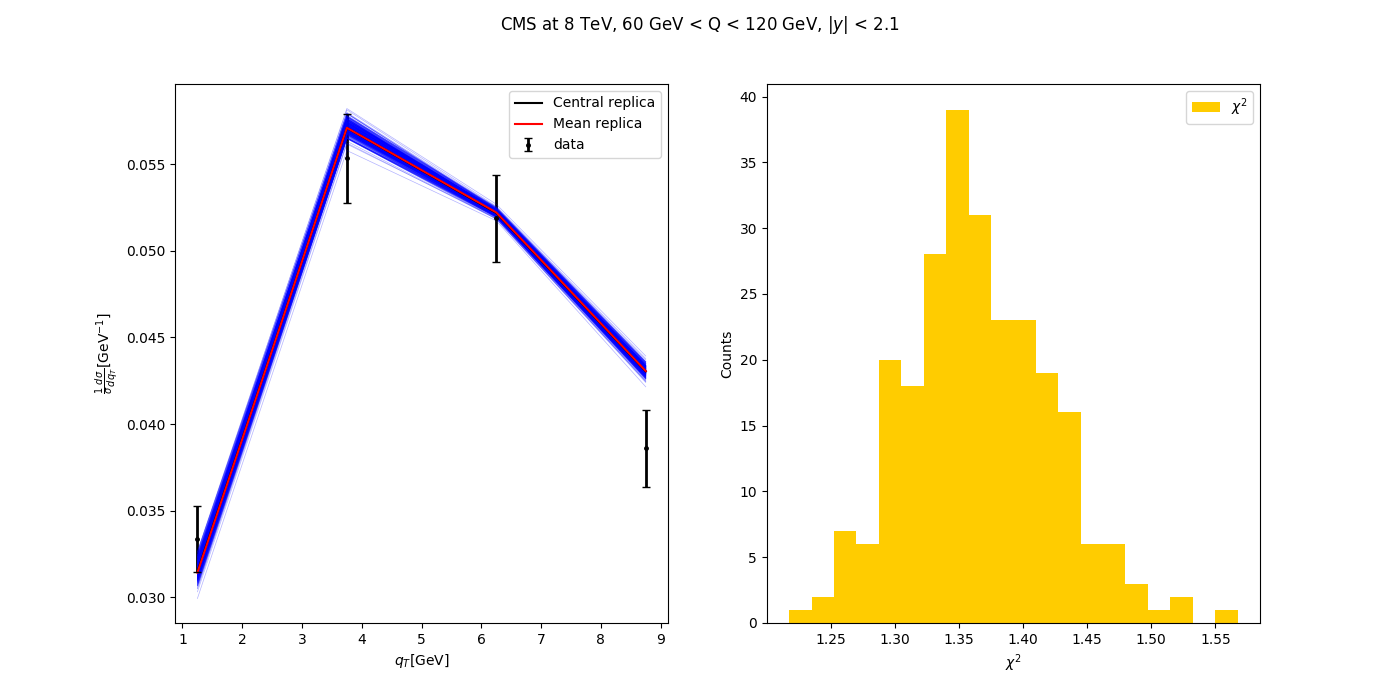 CMS at 8 TeV, 60 GeV < Q < 120 GeV, |y| < 2.1
Central replica
Mean replica
data
0.055
0.050
0.045
0.040
0.035
0.030
1 2 3 4 5 6 7 8 9
q_T[GeV]
\frac{1}{σ}\frac{dσ}{dq_T}[GeV⁻¹]
χ²
40
35
30
25
20
15
10
5
0
1.25 1.30 1.35 1.40 1.45 1.50 1.55
χ²
Counts